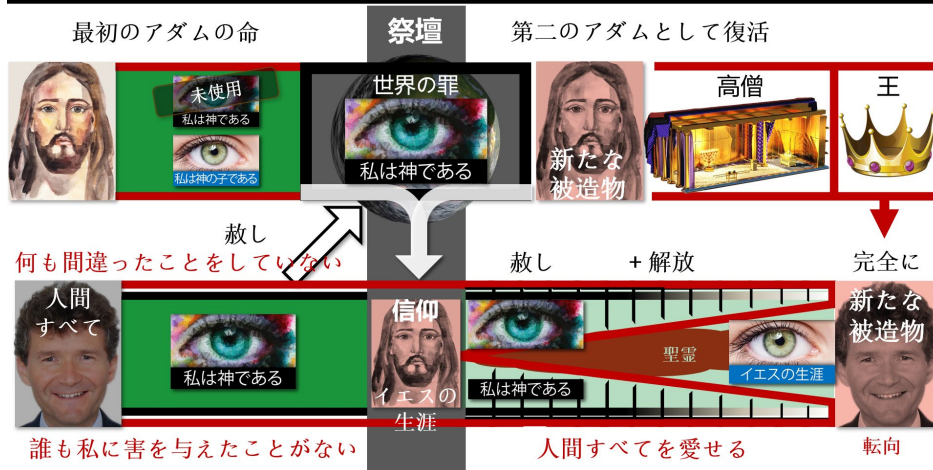 最初のアダムの命
祭壇
第二のアダムとして復活
未使用
私は神である
私は神の子である
世界の罪
私は神である
新たな
被造物
高僧
王
赦し
何も間違ったことをしていない
赦し
+ 解放
完全に
人間
すべて
私は神である
信仰
イエスの
生涯
私は神である
聖霊
イエスの生涯
新たな
被造物
誰も私に害を与えたことがない
人間すべてを愛せる
転向